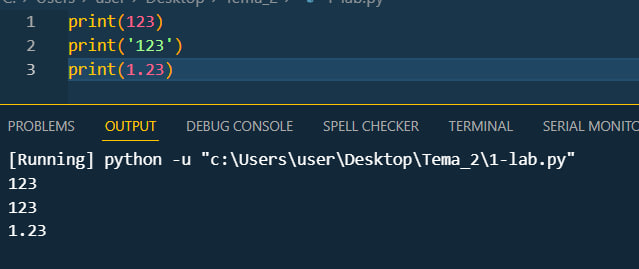 C: > Users > user > Desktop > Tema_2 > 1-lab.py
1 print(123)
2 print('123')
3 print(1.23)
PROBLEMS OUTPUT DEBUG CONSOLE SPELL CHECKER TERMINAL SERIAL MONITO
[Running] python -u "c:\Users\user\Desktop\Tema_2\1-lab.py"
123
123
1.23